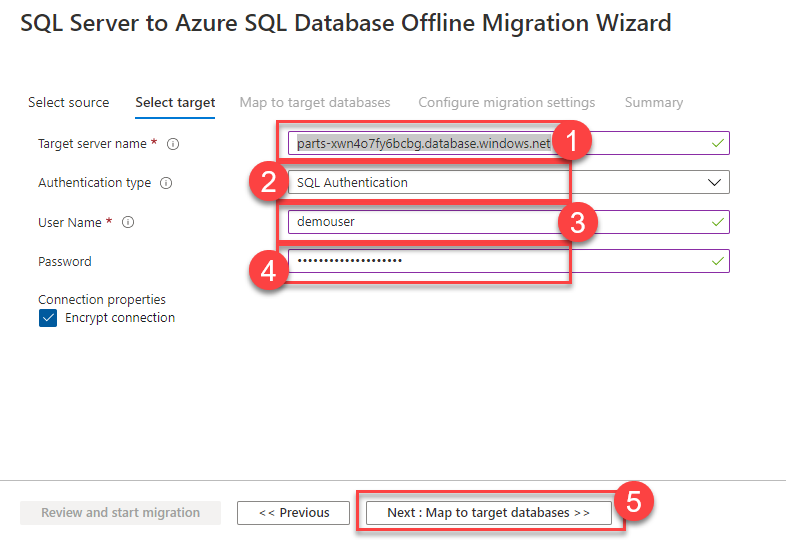 SQL Server to Azure SQL Database Offline Migration Wizard
Select source Select target Map to target databases Configure migration settings Summary
Target server name * parts-xwn4o7fy6bcbg.database.windows.net 1
Authentication type 2 SQL Authentication
User Name * demouser 3
Password 4 ••••••••••••••••••••
Connection properties
Encrypt connection
Review and start migration << Previous Next : Map to target databases >> 5